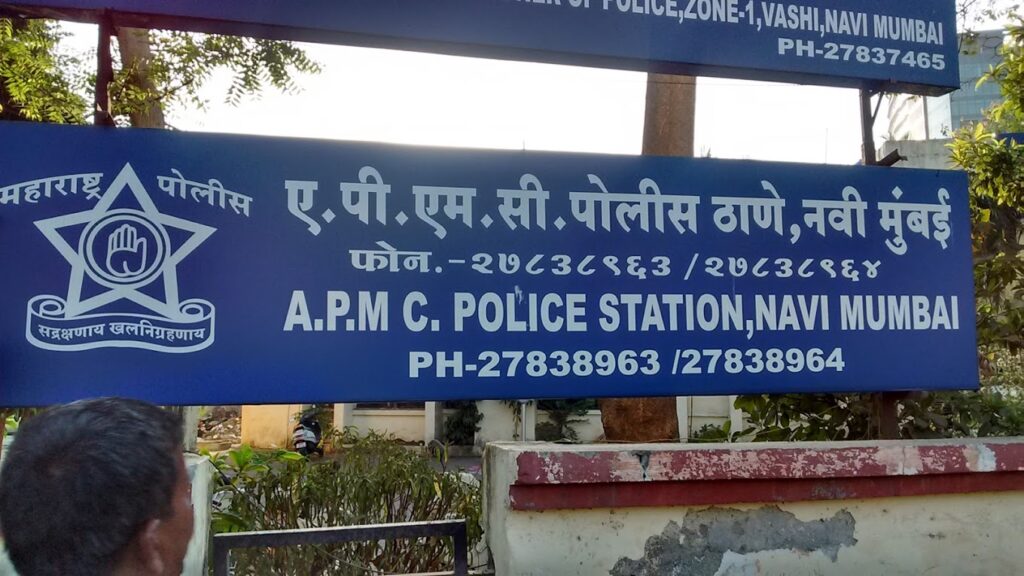 OF POLICE,ZONE-1,VASHI,NAVI MUMBAI
PH-27837465
महाराष्ट्र पोलीस
सद्रक्षणाय खलनिग्रहणाय
ए.पी.एम.सी.पोलीस ठाणे,नवी मुंबई
फोन.-२७८३८९६३ /२७८३८९६४
A.P.M C. POLICE STATION,NAVI MUMBAI
PH-27838963 /27838964